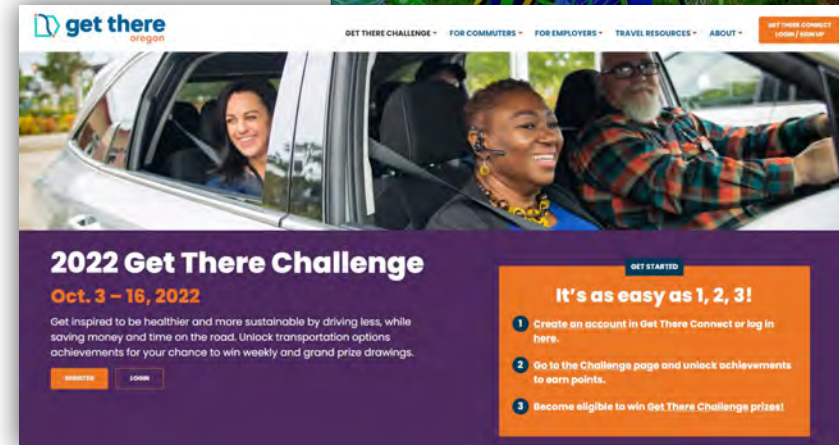 get there
oregon
GET THERE CHALLENGE
FOR COMMUTERS
FOR EMPLOYERS
TRAVEL RESOURCES
ABOUT
GET THERE CONNECT
LOGIN / SIGN UP
2022 Get There Challenge
Oct. 3 – 16, 2022
Get inspired to be healthier and more sustainable by driving less, while
saving money and time on the road. Unlock transportation options
achievements for your chance to win weekly and grand prize drawings.
REGISTER
LOGIN
GET STARTED
It's as easy as 1, 2, 3!
1 Create an account in Get There Connect or log in
here.
2 Go to the Challenge page and unlock achievements
to earn points.
3 Become eligible to win Get There Challenge prizes!